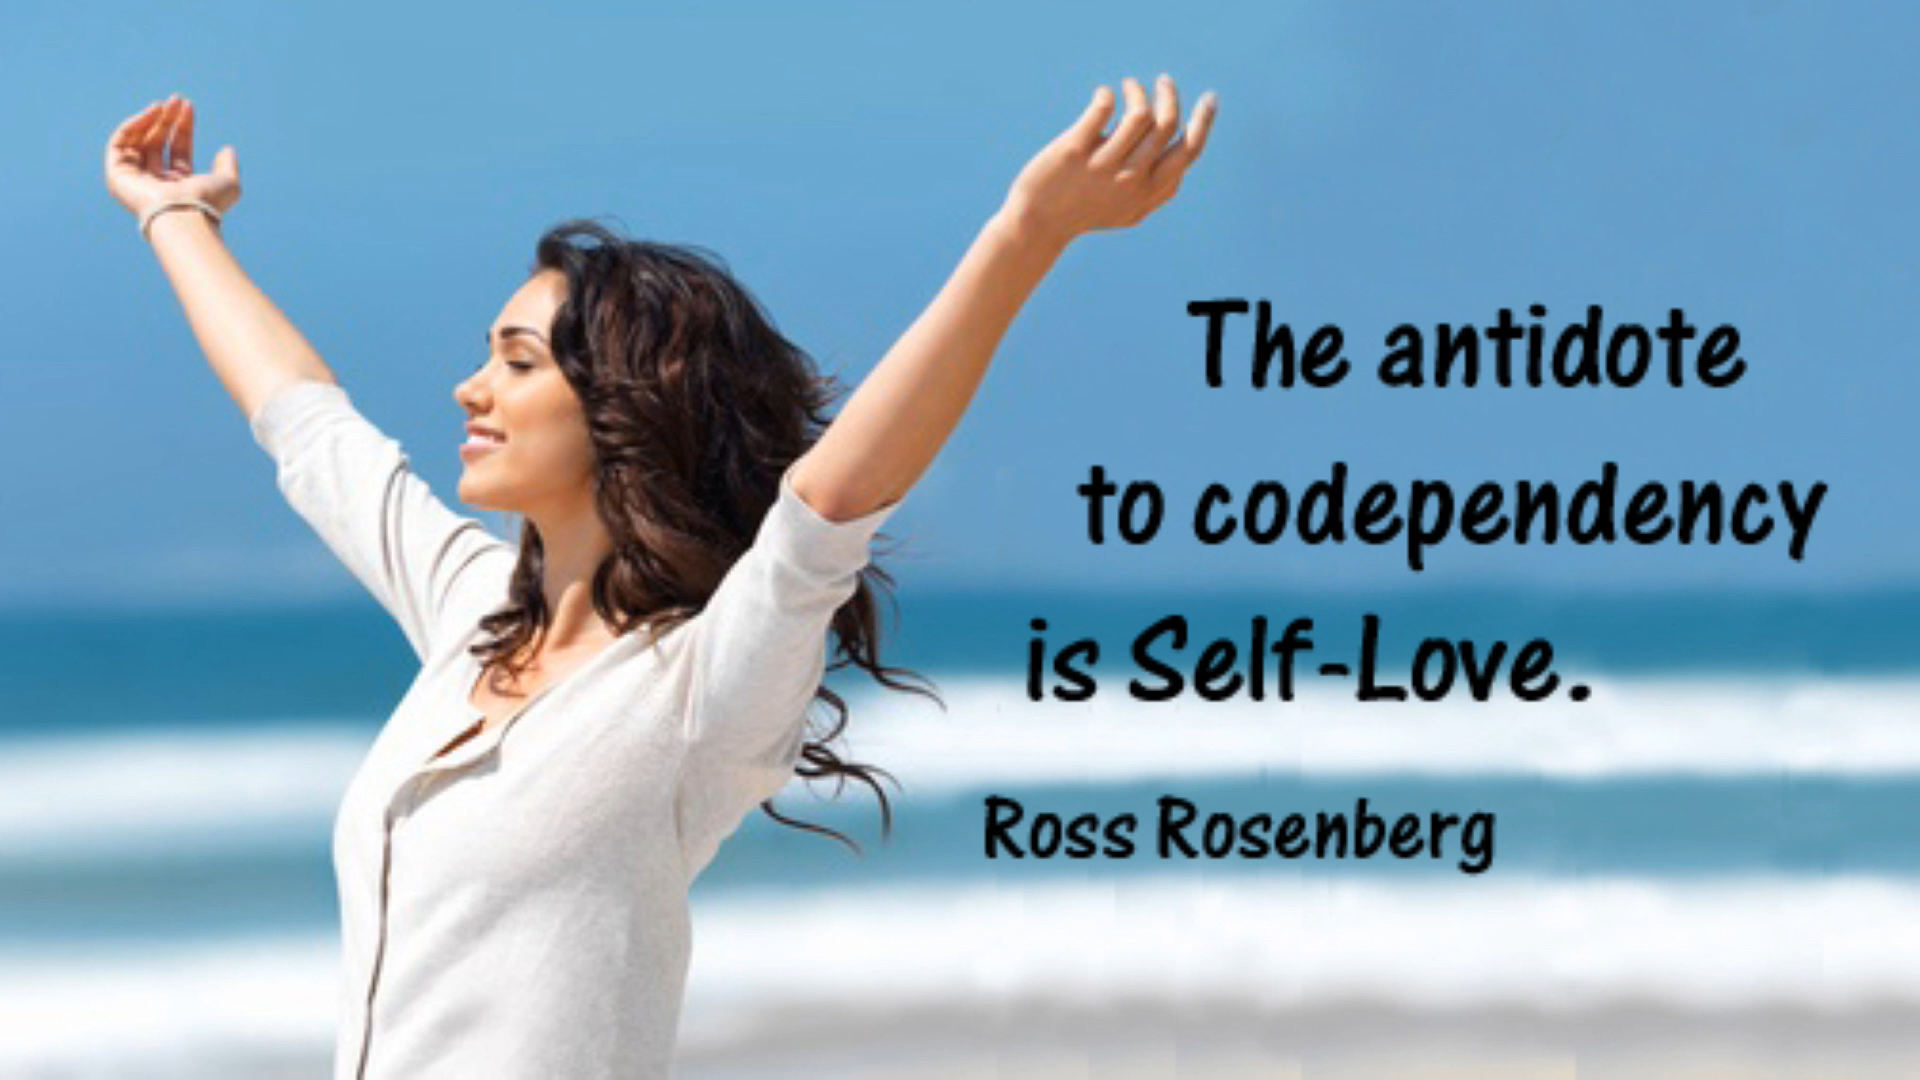 The antidote
to codependency
is Self-Love.
Ross Rosenberg